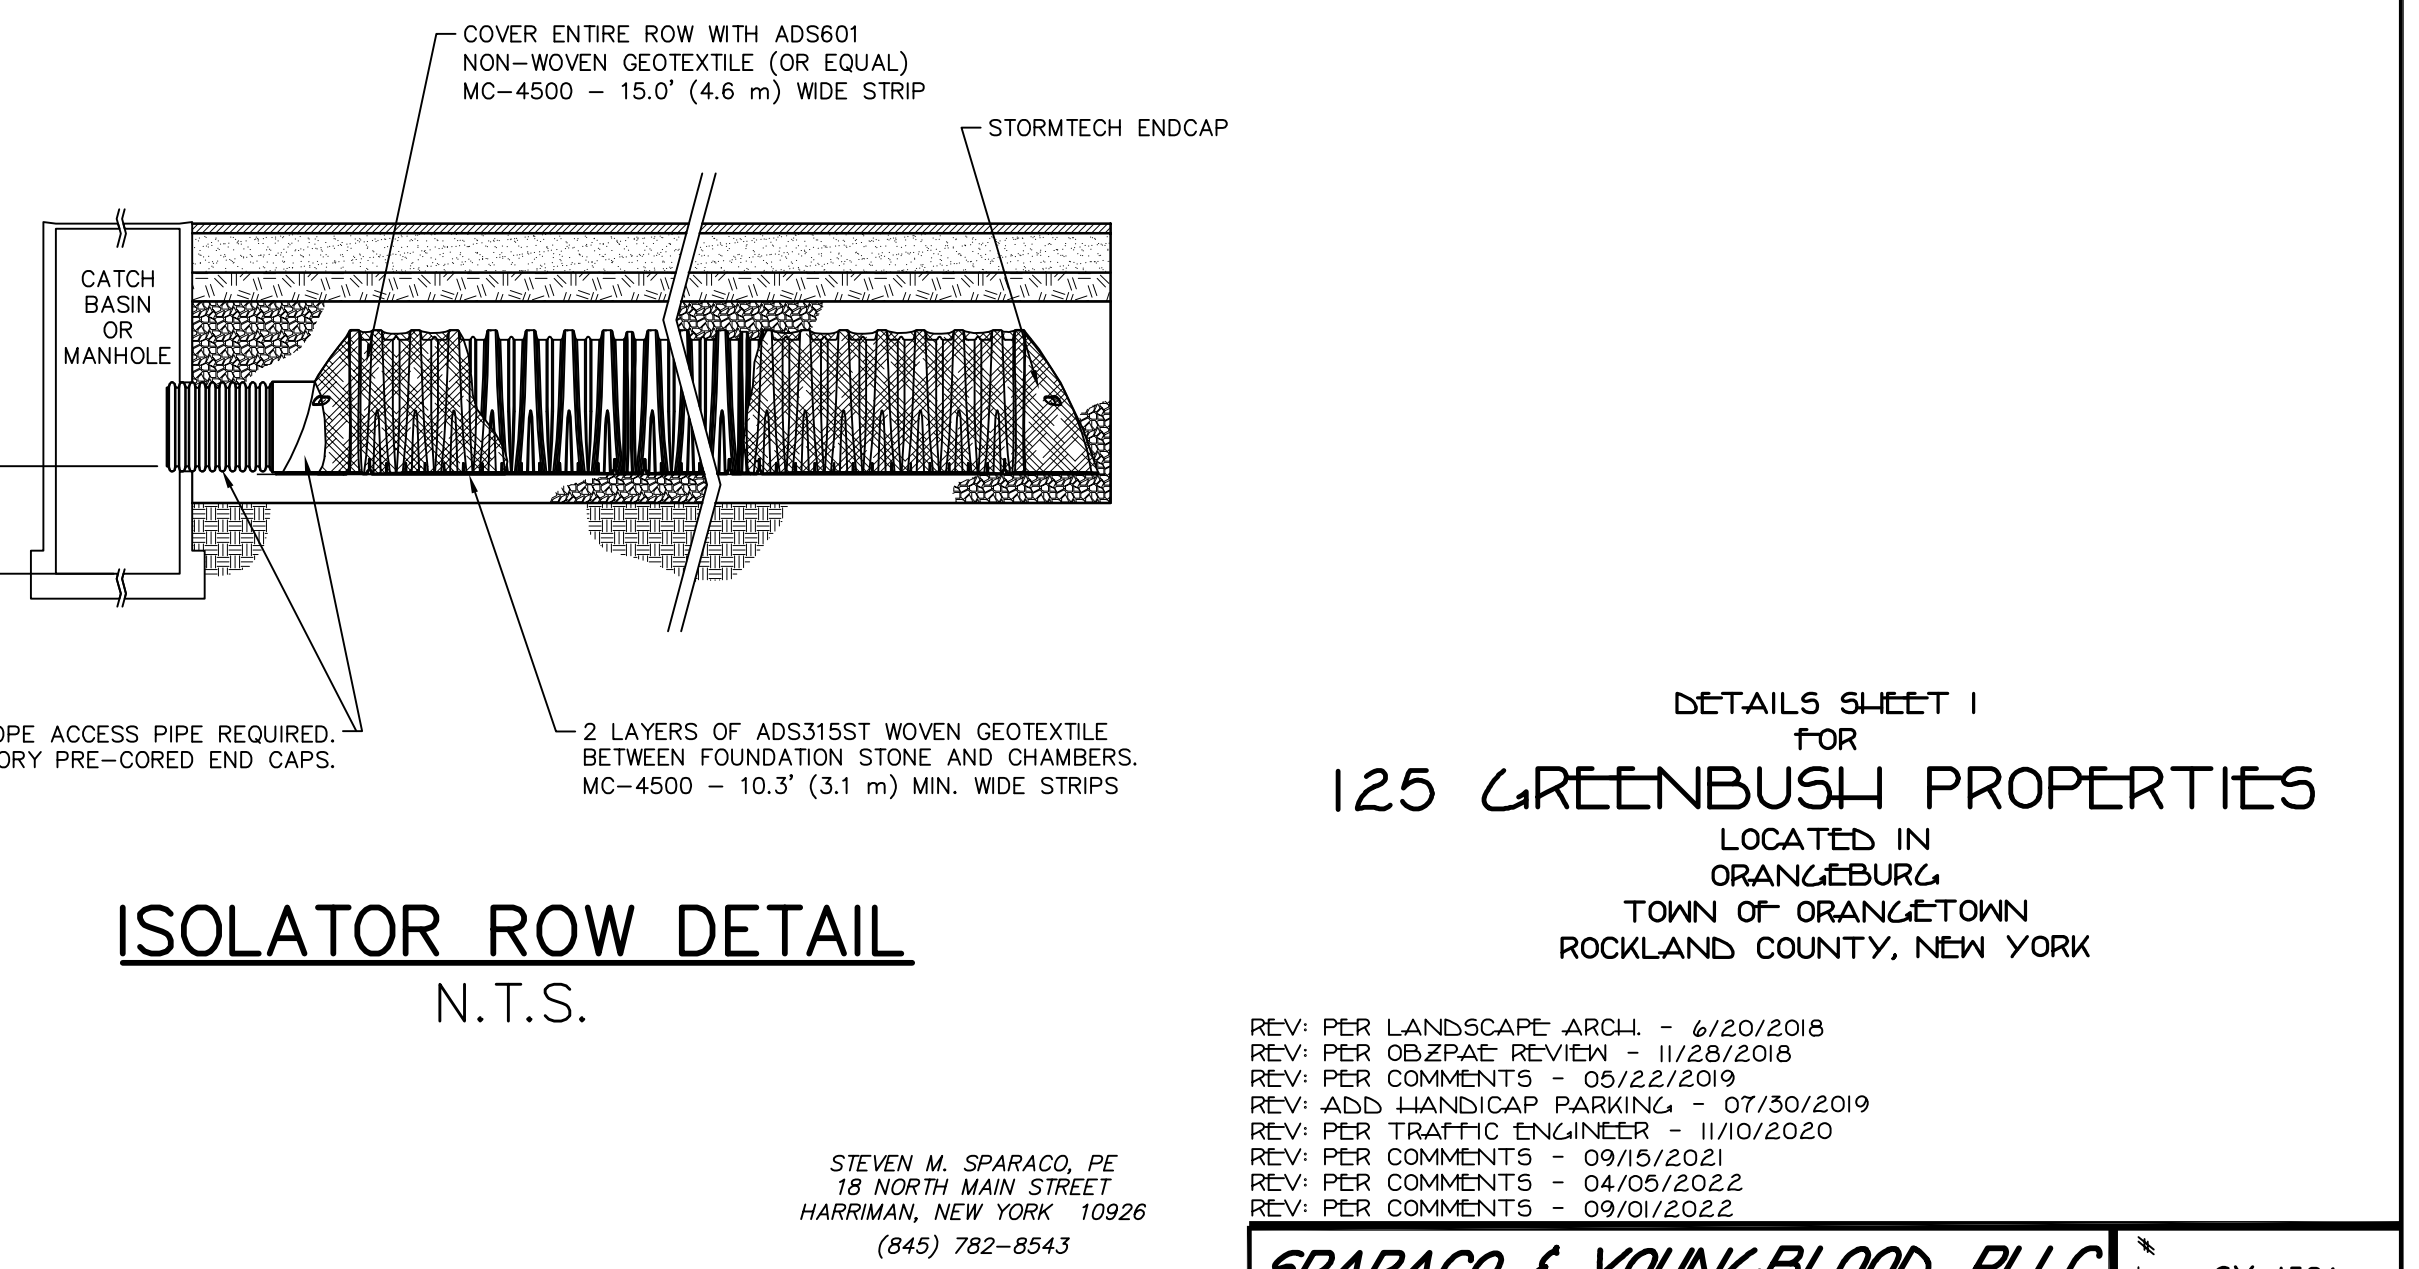 COVER ENTIRE ROW WITH ADS601
NON-WOVEN GEOTEXTILE (OR EQUAL)
MC-4500 - 15.0' (4.6 m) WIDE STRIP
STORMTECH ENDCAP
CATCH
BASIN
OR
MANHOLE
ACCESS PIPE REQUIRED.
PRE-CORED END CAPS.
2 LAYERS OF ADS315ST WOVEN GEOTEXTILE
BETWEEN FOUNDATION STONE AND CHAMBERS.
MC-4500 - 10.3' (3.1 m) MIN. WIDE STRIPS
ISOLATOR ROW DETAIL
N.T.S.
DETAILS SHEET 1
FOR
125 GREENBUSH PROPERTIES
LOCATED IN
ORANGEBURG
TOWN OF ORANGETOWN
ROCKLAND COUNTY, NEW YORK
REV: PER LANDSCAPE ARCH. - 6/20/2018
REV: PER OBZPAE REVIEW - 11/28/2018
REV: PER COMMENTS - 05/22/2019
REV: ADD HANDICAP PARKING - 07/30/2019
REV: PER TRAFFIC ENGINEER - 11/10/2020
REV: PER COMMENTS - 09/15/2021
REV: PER COMMENTS - 04/05/2022
REV: PER COMMENTS - 09/01/2022
STEVEN M. SPARACO, PE
18 NORTH MAIN STREET
HARRIMAN, NEW YORK 10926
(845) 782-8543
SPARACO & YOUNGBLOOD, PLLC